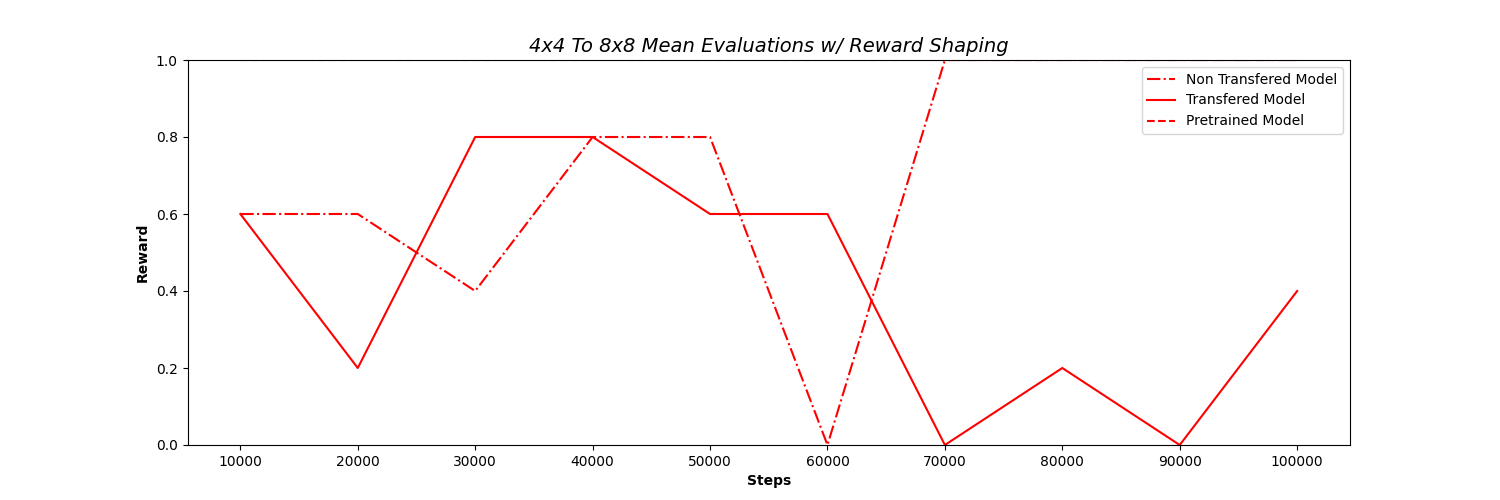 4x4 To 8x8 Mean Evaluations w/ Reward Shaping
1.0
0.8
0.6
0.4
0.2
0.0
Reward
Non Transfered Model
Transfered Model
Pretrained Model
10000 20000 30000 40000 50000 60000 70000 80000 90000 100000
Steps